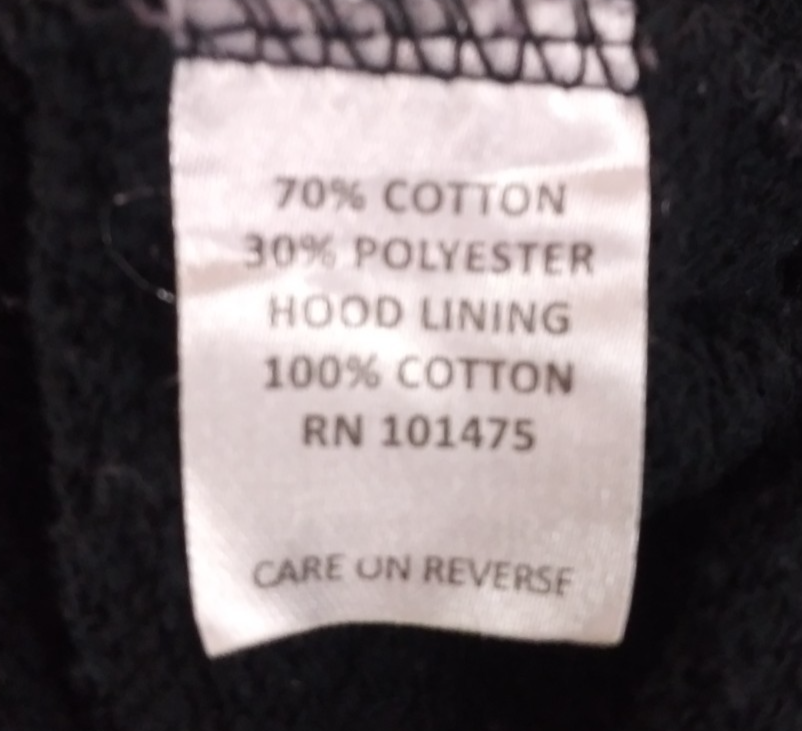 70% COTTON
30% POLYESTER
HOOD LINING
100% COTTON
RN 101475
CARE ON REVERSE